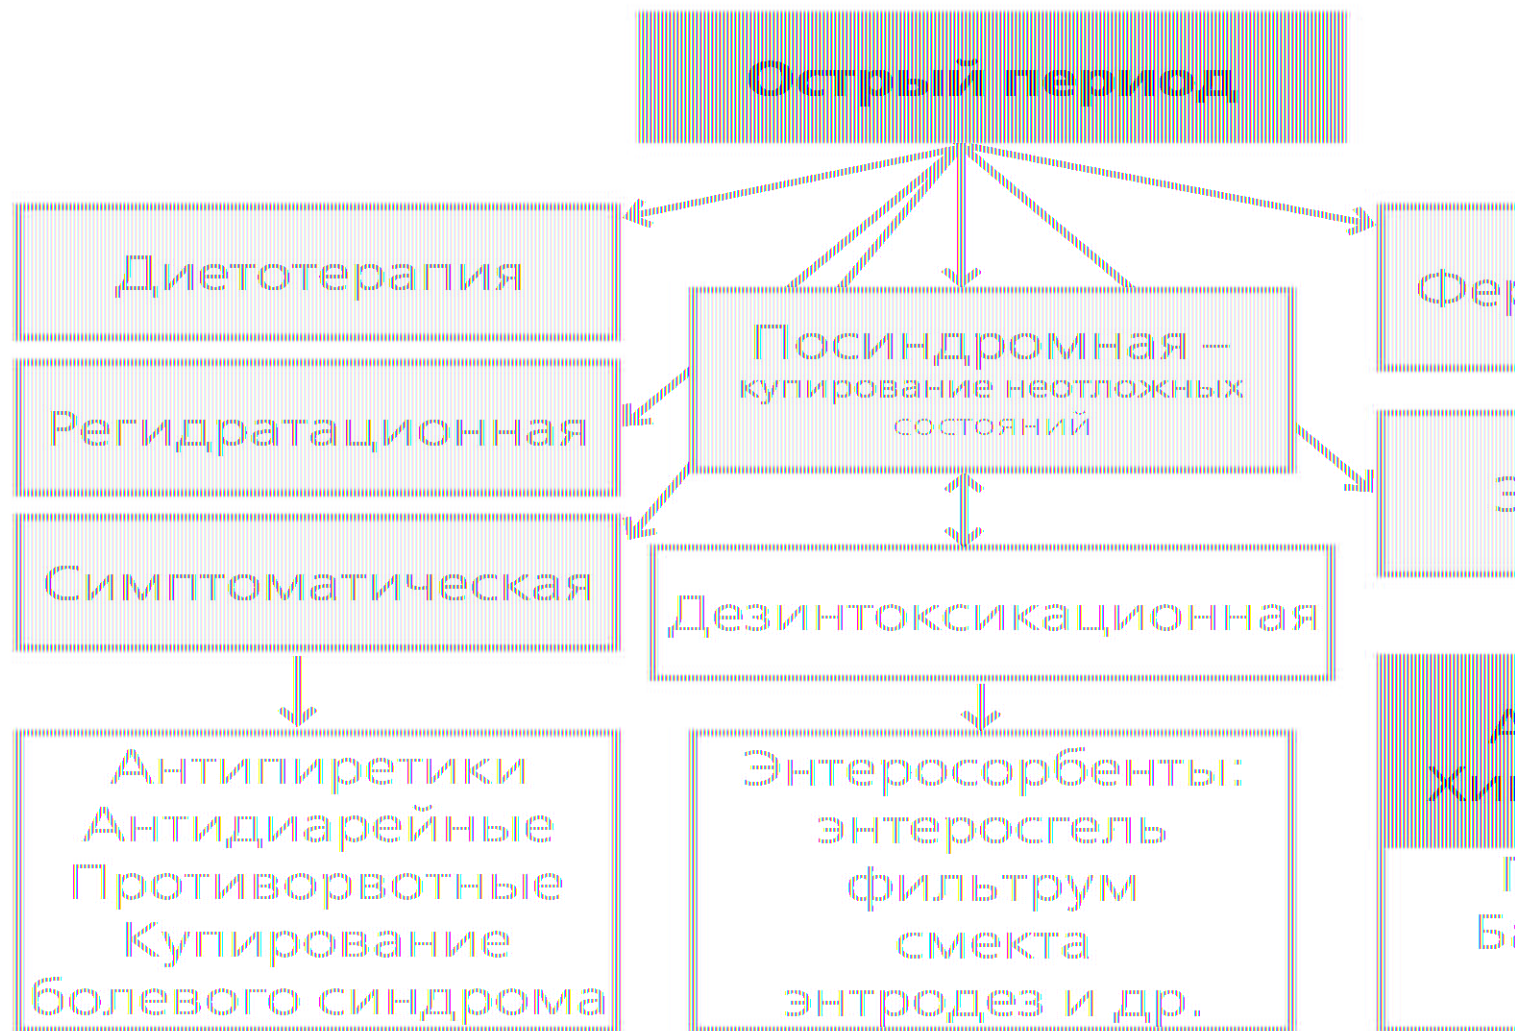 Острый период
Диетотерапия
Регидратационная
Симптоматическая
Антипиретики
Антидиарейные
Противорвотные
Купирование
болевого синдрома
Посиндромная –
купирование неотложных
состояний
Дезинтоксикационная
Энтеросорбенты:
энтеросгель
фильтрум
смекта
энтродез и др.